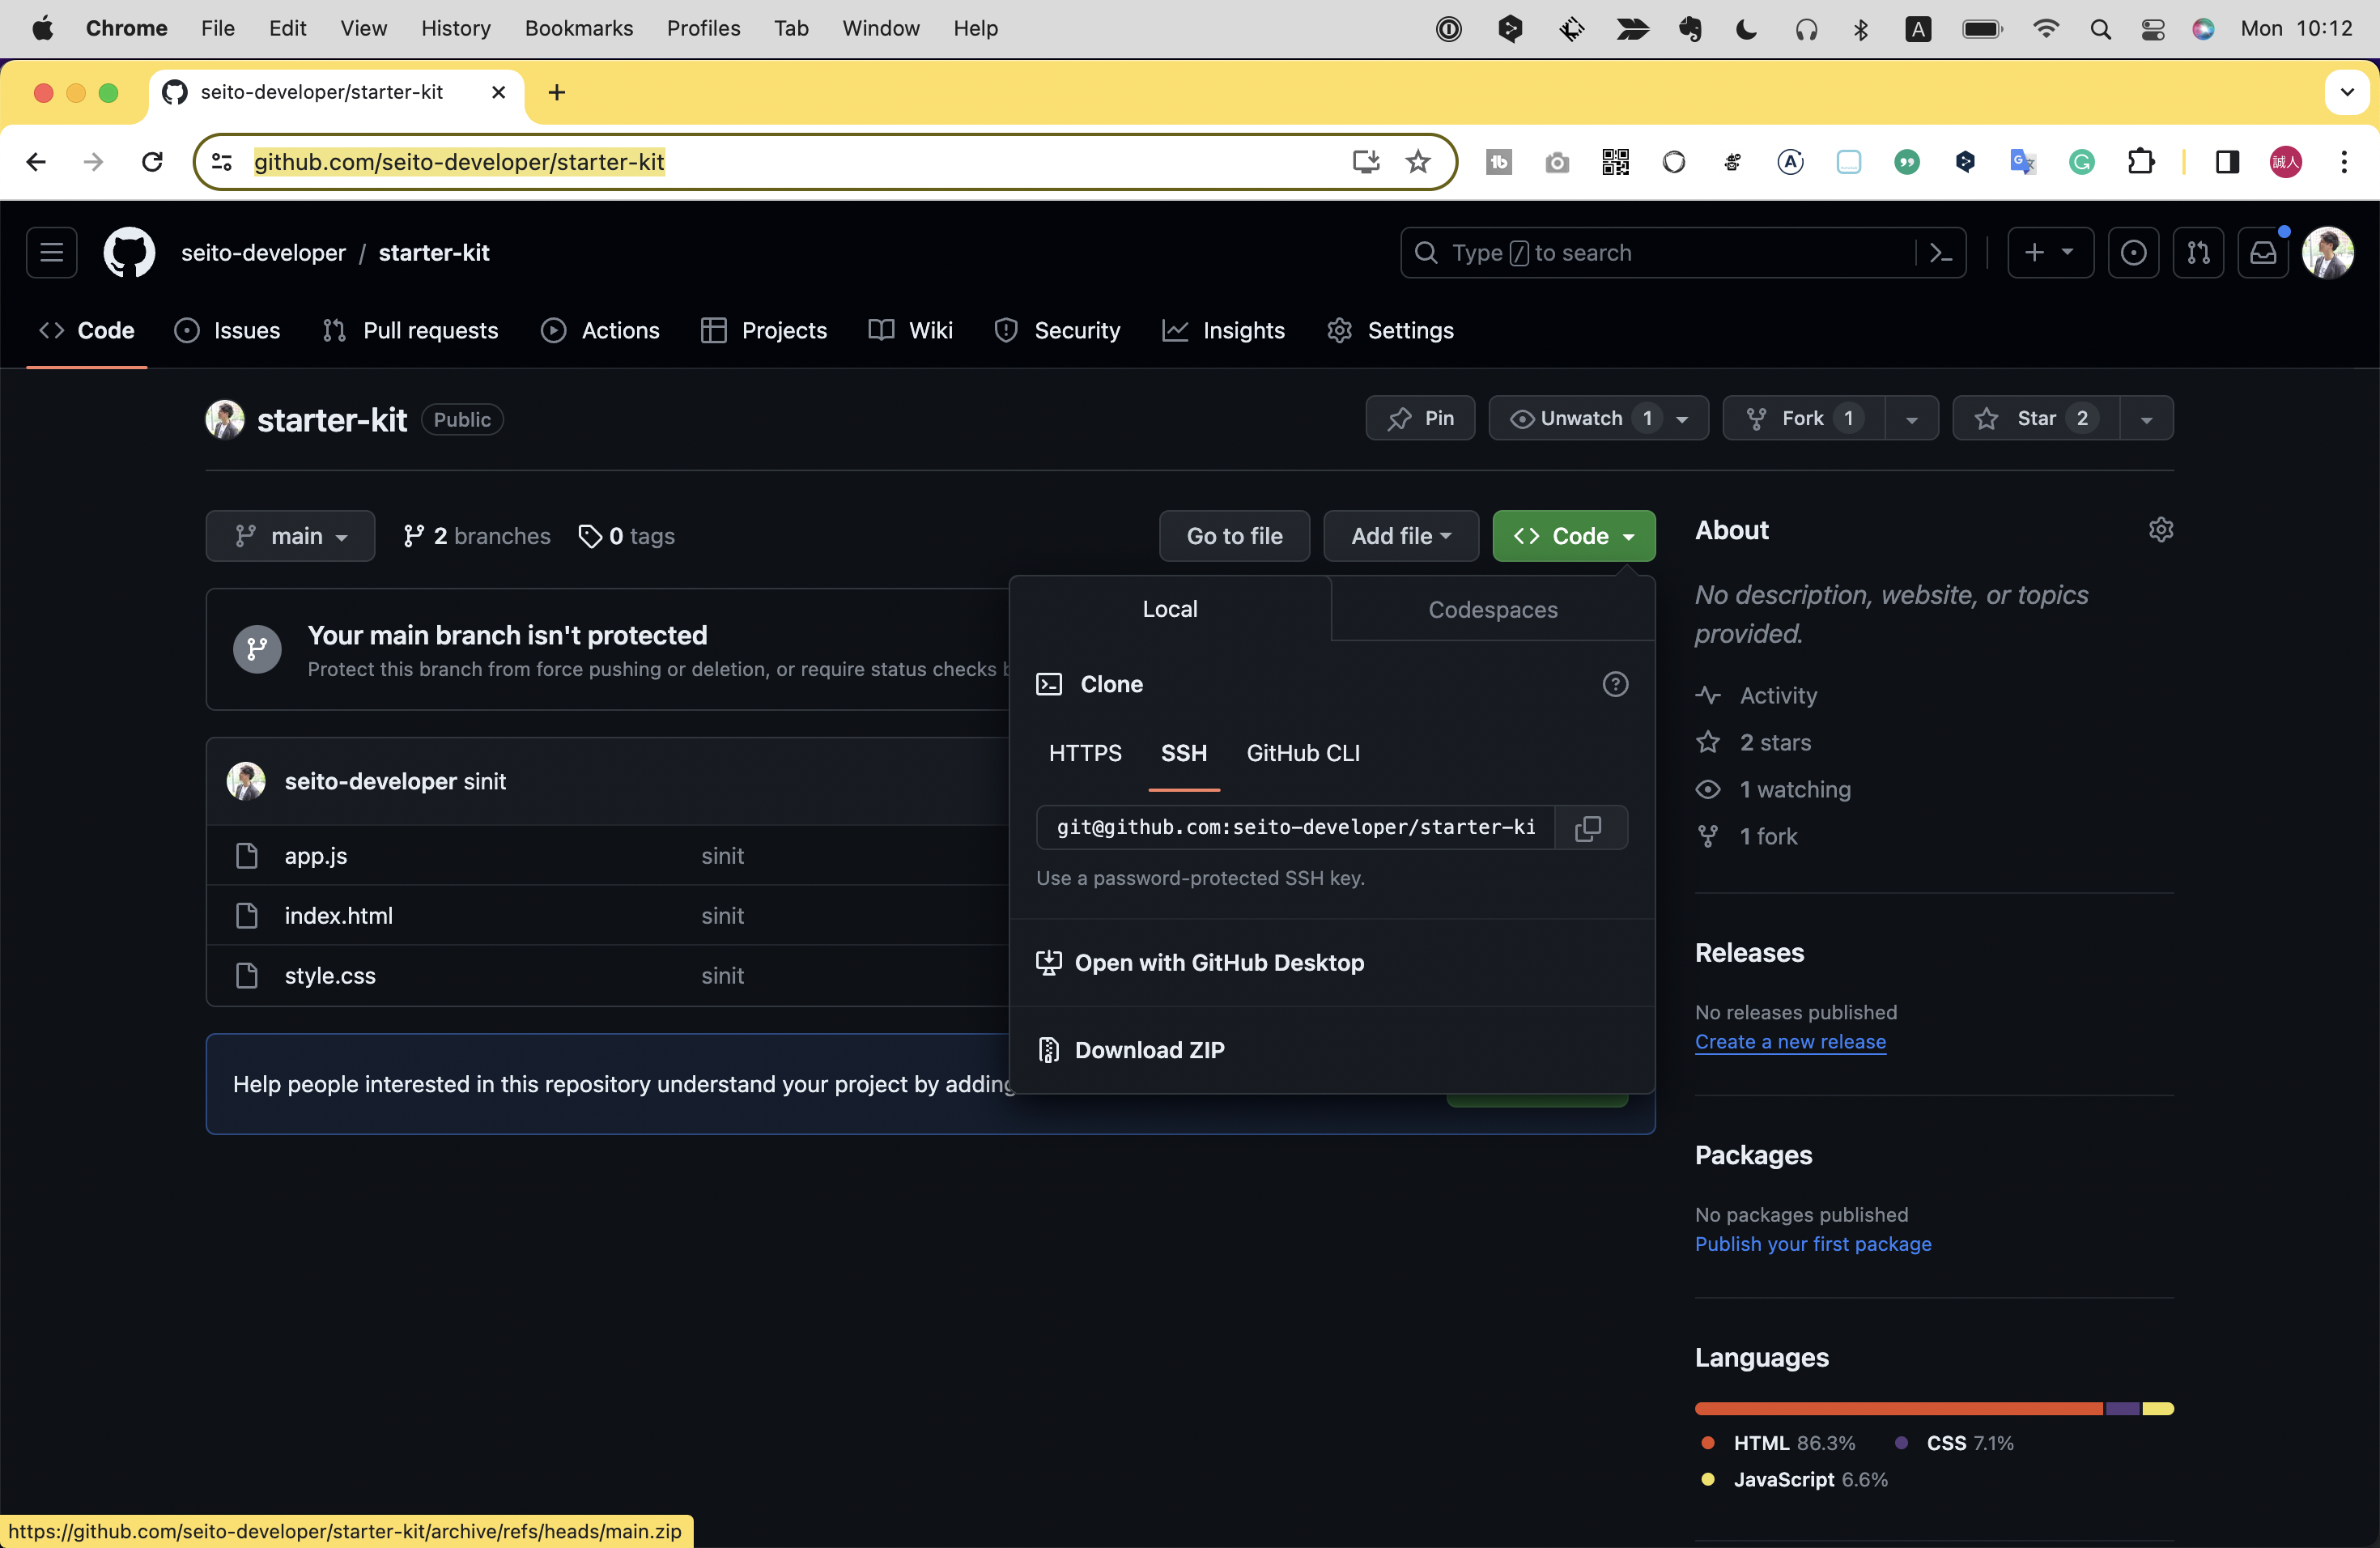 Chrome File Edit View History Bookmarks Profiles Tab Window Help
A
Mon 10:12
seito-developer/starter-kit
github.com/seito-developer/starter-kit
誠人
seito-developer / starter-kit
Type / to search
Code Issues Pull requests Actions Projects Wiki Security Insights Settings
starter-kit Public
Pin
Unwatch 1
Fork 1
Star 2
main
2 branches
0 tags
Go to file
Add file
Code
Your main branch isn't protected
Protect this branch from force pushing or deletion, or require status checks
seito-developer sinit
app.js sinit
index.html sinit
style.css sinit
Help people interested in this repository understand your project by adding
Local Codespaces
Clone
HTTPS SSH GitHub CLI
git@github.com:seito-developer/starter-ki
Use a password-protected SSH key.
Open with GitHub Desktop
Download ZIP
About
No description, website, or topics
provided.
Activity
2 stars
1 watching
1 fork
Releases
No releases published
Create a new release
Packages
No packages published
Publish your first package
Languages
HTML 86.3% CSS 7.1%
JavaScript 6.6%
https://github.com/seito-developer/starter-kit/archive/refs/heads/main.zip